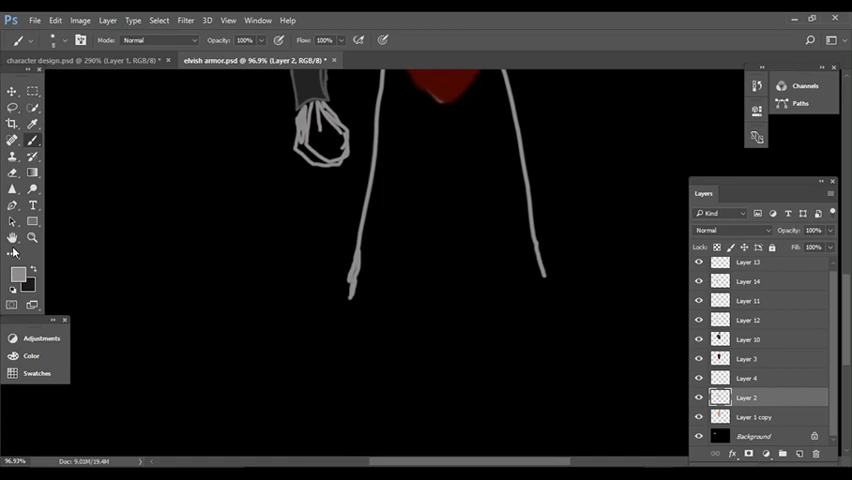 Ps File Edit Image Layer Type Select Filter 3D View Window Help
8 Mode: Normal Opacity: 100% Flow: 100%
character design.psd @ 290% (Layer 1, RGB/8) * × elvish armor.psd @ 96.9% (Layer 2, RGB/8) * ×
Channels
Paths
Layers
Kind
Normal Opacity: 100%
Lock: Fill: 100%
Layer 13
Layer 14
Layer 11
Layer 12
Layer 10
Layer 3
Layer 4
Layer 2
Layer 1 copy
Background
fx
Adjustments
Color
Swatches
96.93% Doc: 9.01M/19.4M